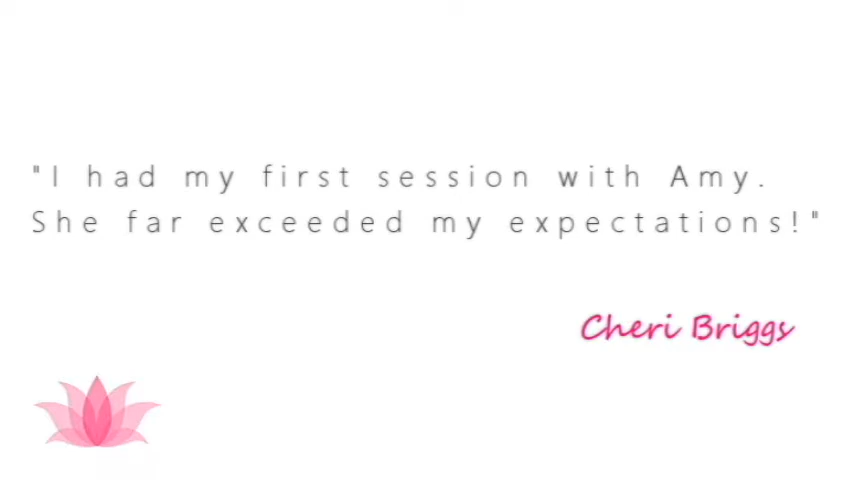 "I had my first session with Amy.
She far exceeded my expectations!"
Cheri Briggs